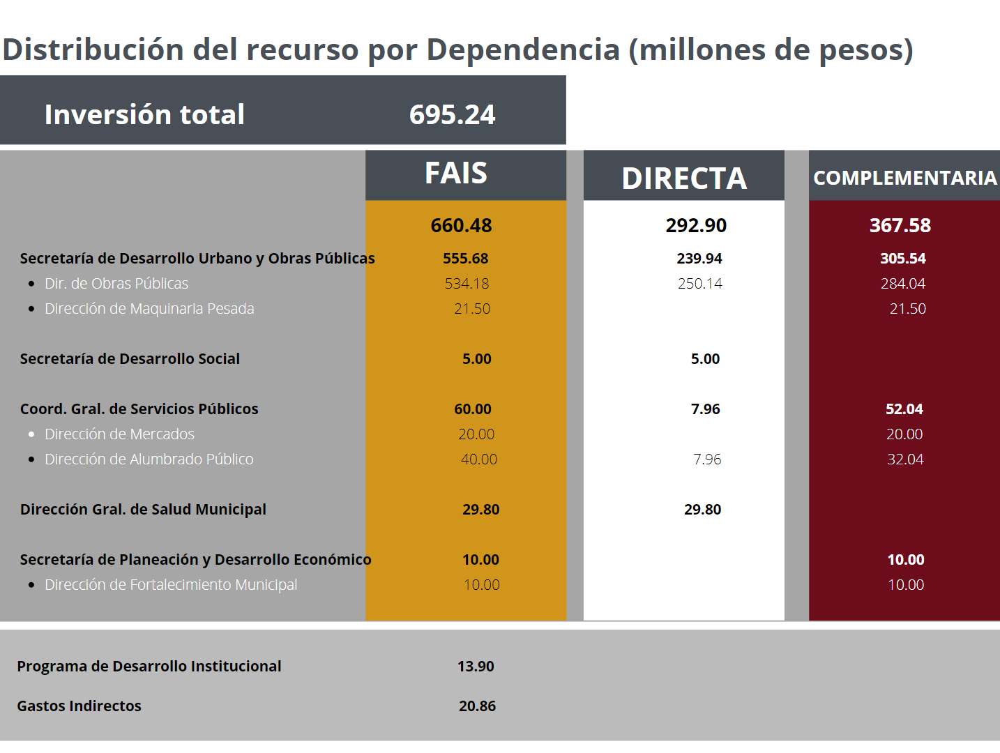 Distribución del recurso por Dependencia (millones de pesos)
Inversión total 695.24
FAIS DIRECTA COMPLEMENTARIA
660.48 292.90 367.58
Secretaría de Desarrollo Urbano y Obras Públicas 555.68 239.94 305.54
• Dir. de Obras Públicas 534.18 250.14 284.04
• Dirección de Maquinaria Pesada 21.50 21.50
Secretaría de Desarrollo Social 5.00 5.00
Coord. Gral. de Servicios Públicos 60.00 7.96 52.04
• Dirección de Mercados 20.00 20.00
• Dirección de Alumbrado Público 40.00 7.96 32.04
Dirección Gral. de Salud Municipal 29.80 29.80
Secretaría de Planeación y Desarrollo Económico 10.00 10.00
• Dirección de Fortalecimiento Municipal 10.00 10.00
Programa de Desarrollo Institucional 13.90
Gastos Indirectos 20.86